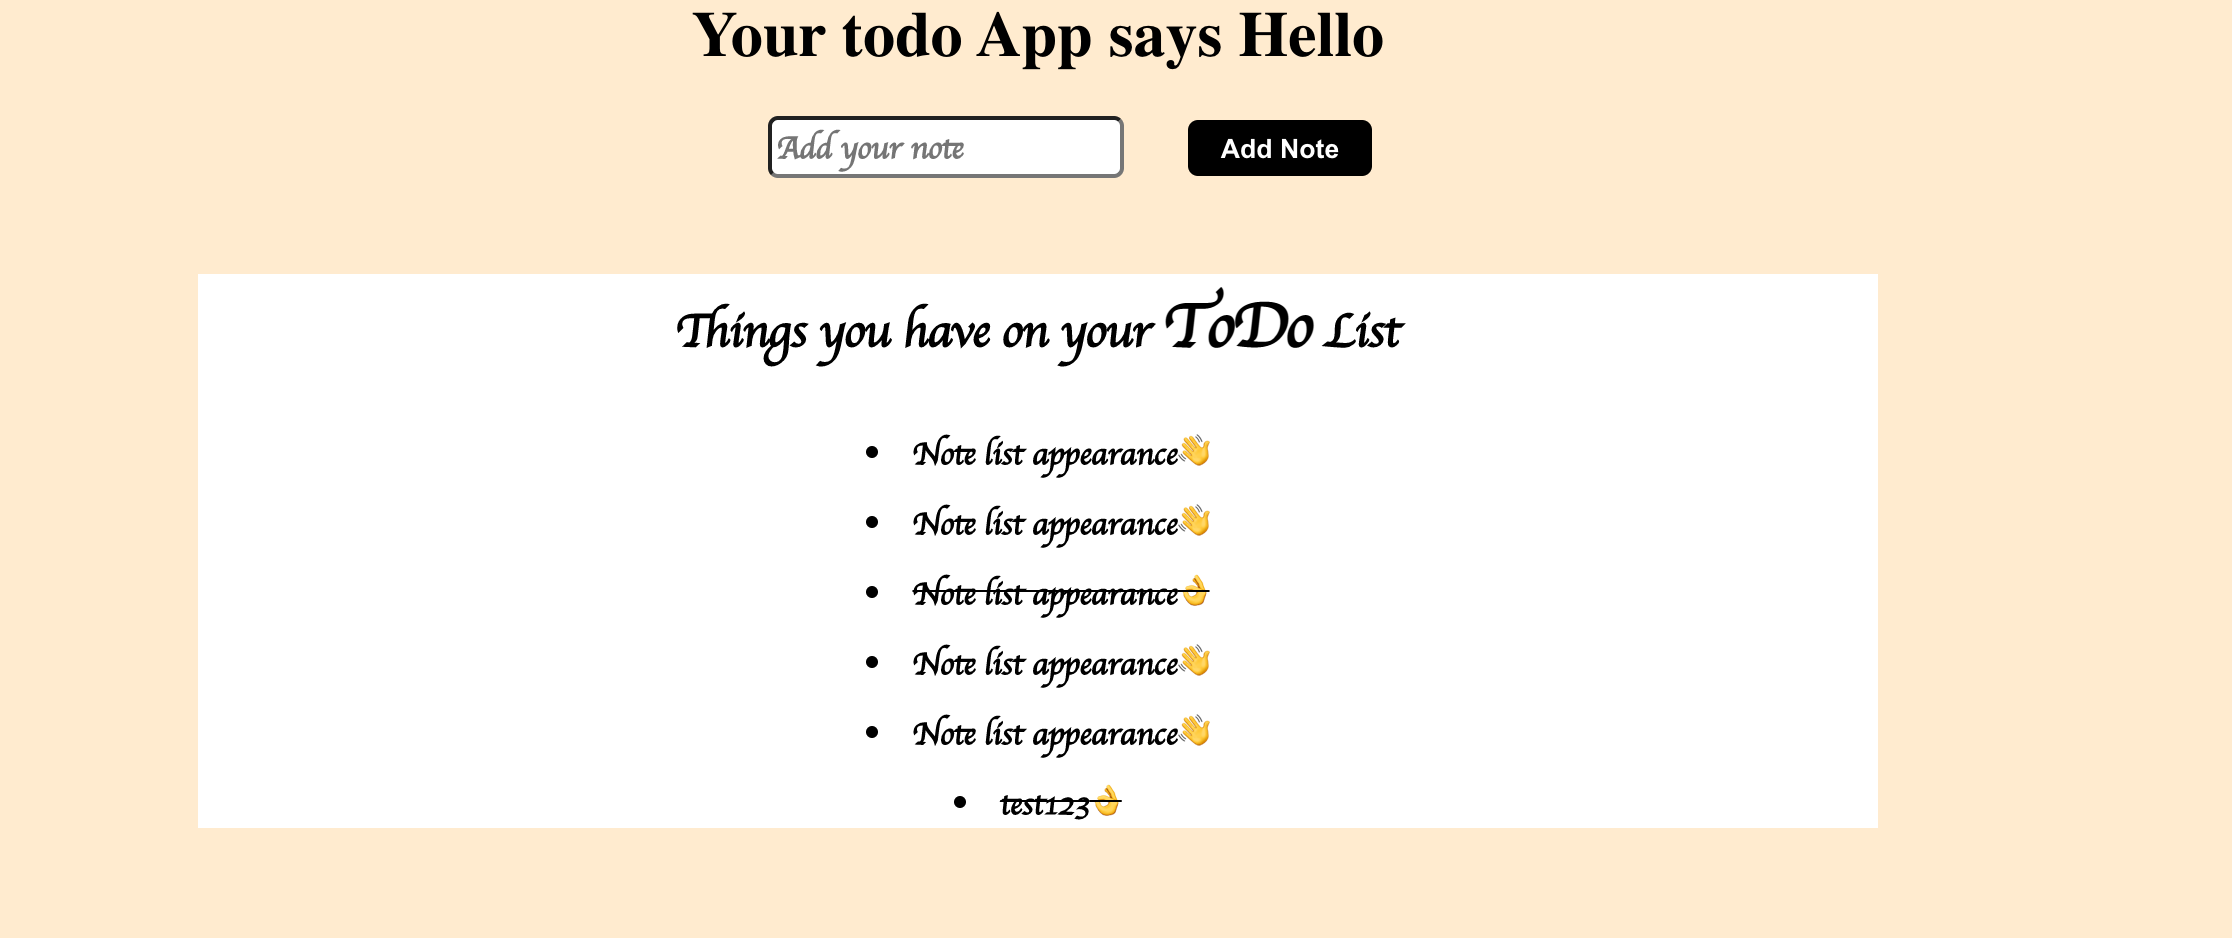 Your todo App says Hello
Add your note
Add Note
Things you have on your ToDo List
Note list appearance👋
Note list appearance👋
Note list appearance👌
Note list appearance👋
Note list appearance👋
test123👌